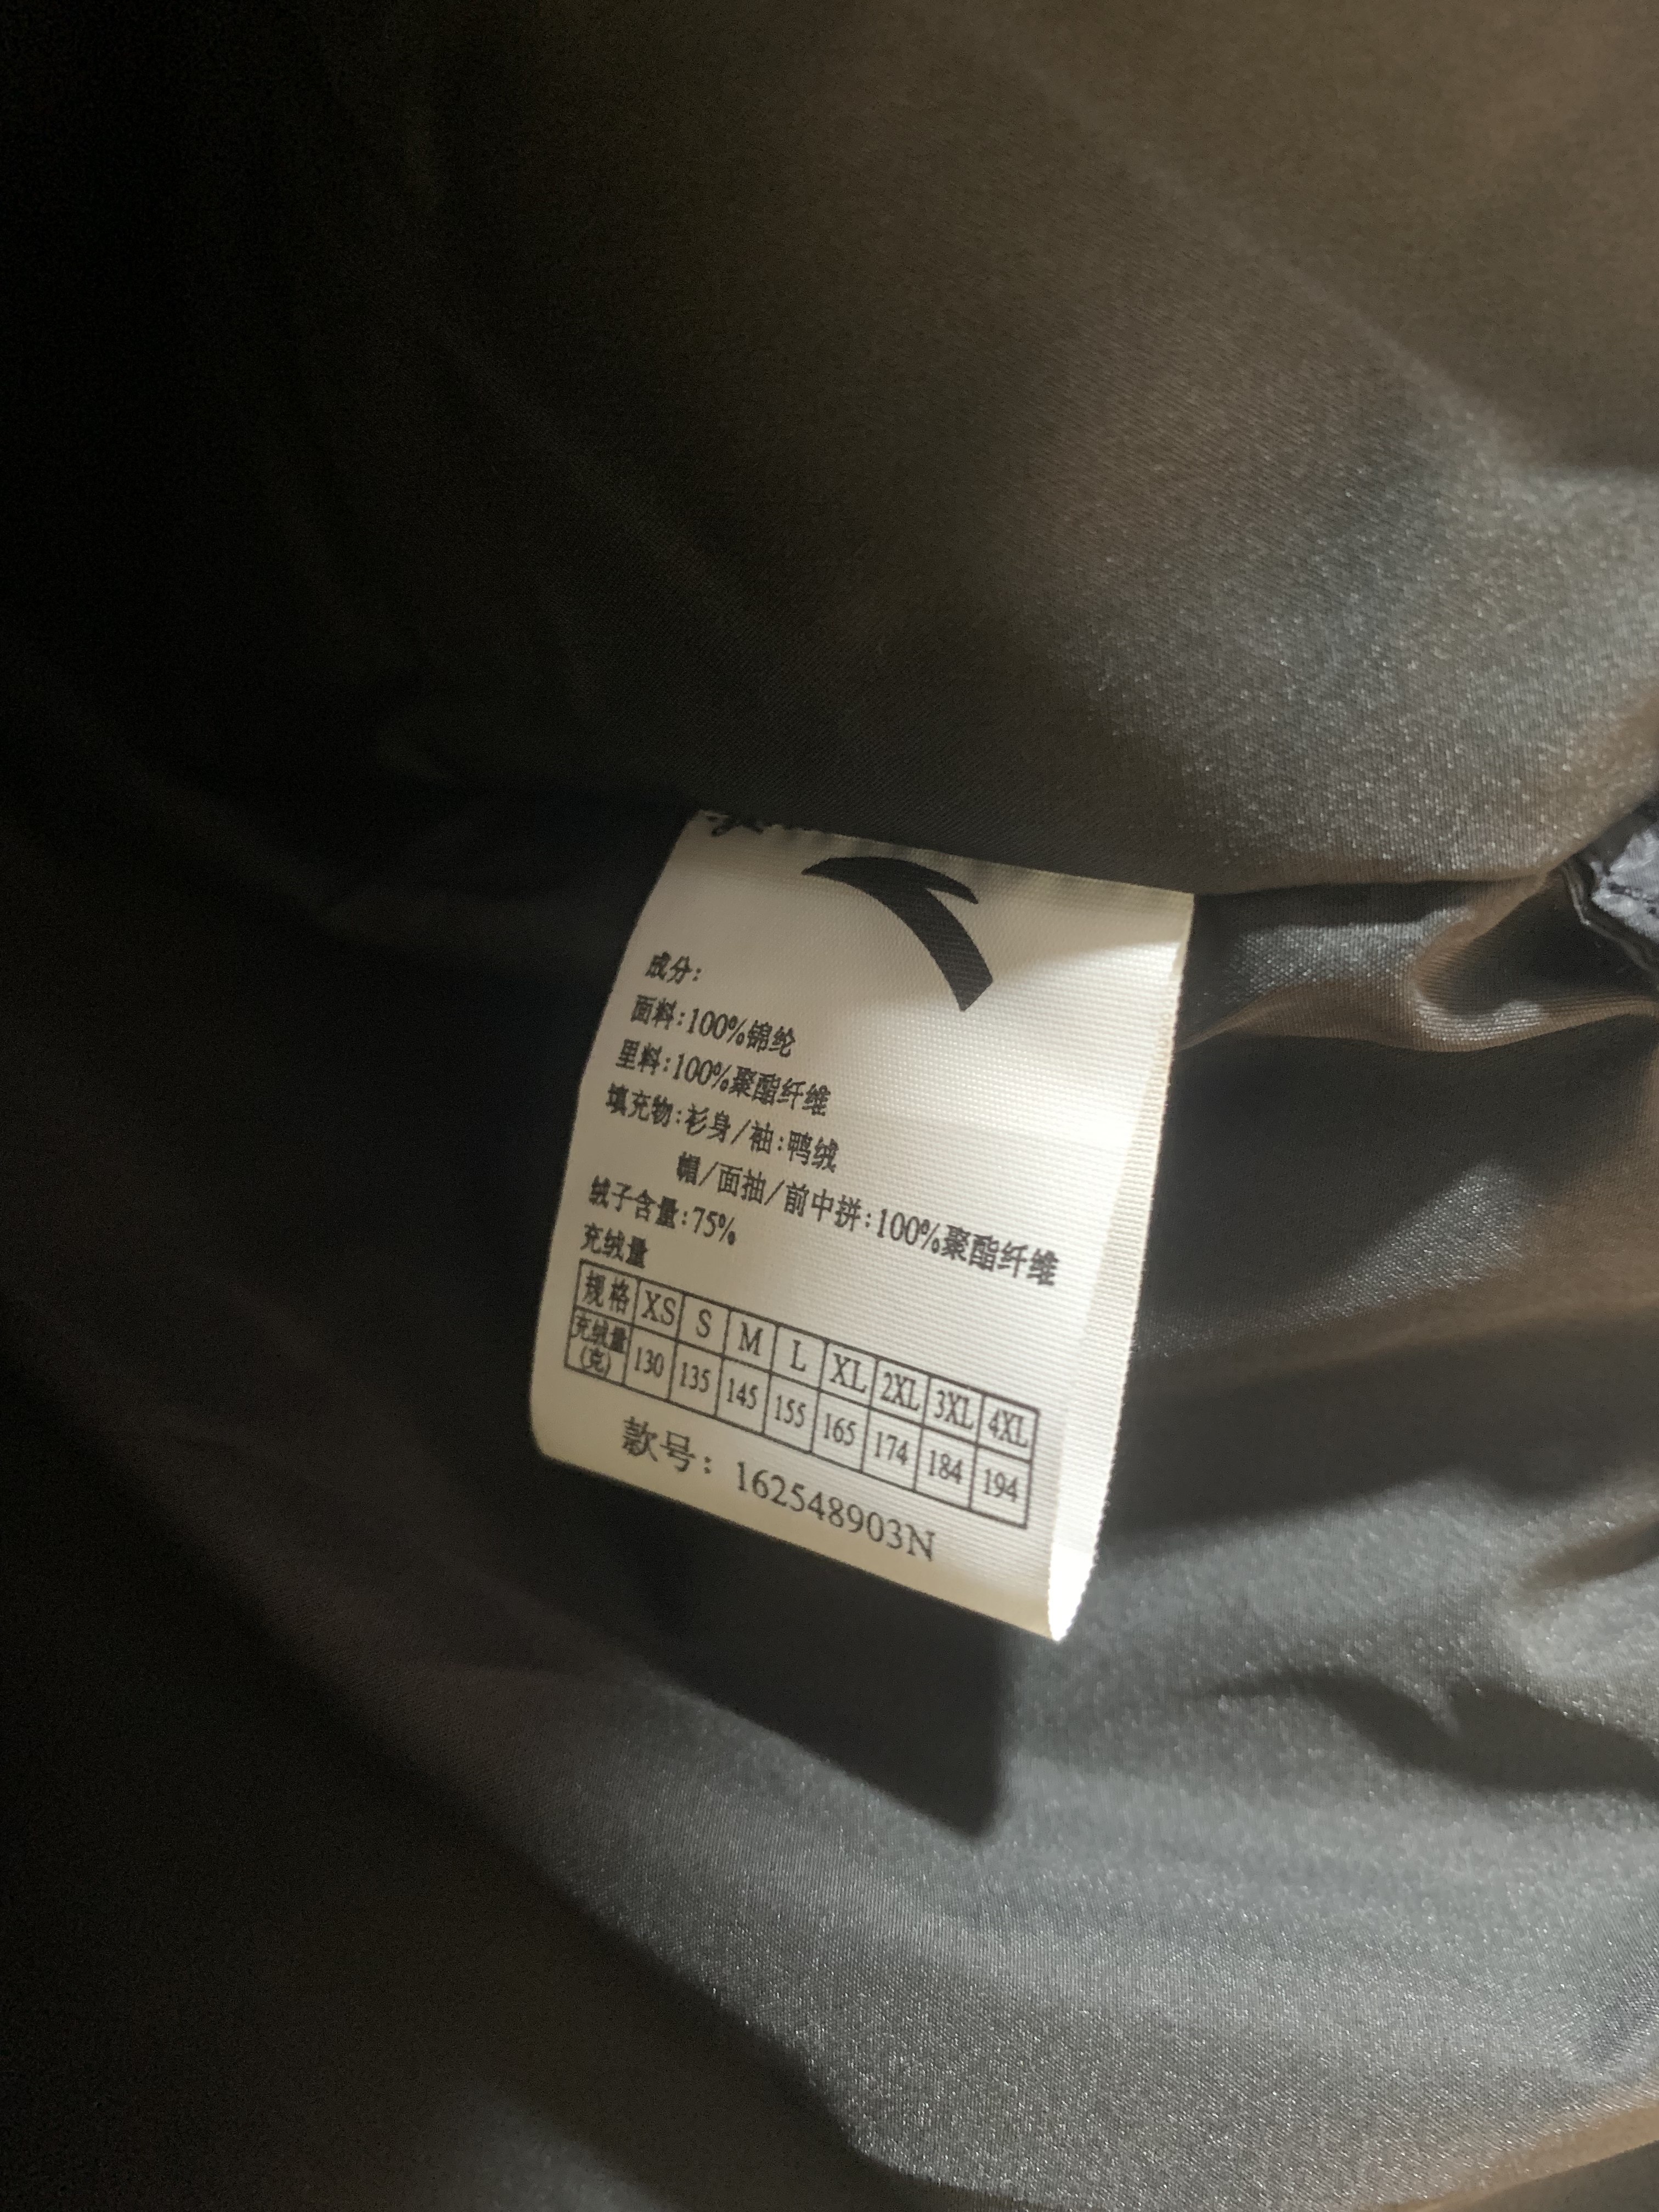 成分:
面料:100%锦纶
里料:100%聚酯纤维
填充物:衫身/袖:鸭绒
帽/面抽/前中拼:100%聚酯纤维
绒子含量:75%
充绒量
规格 XS S M L XL 2XL 3XL 4XL
充绒量(克) 130 135 145 155 165 174 184 194
款号: 162548903N